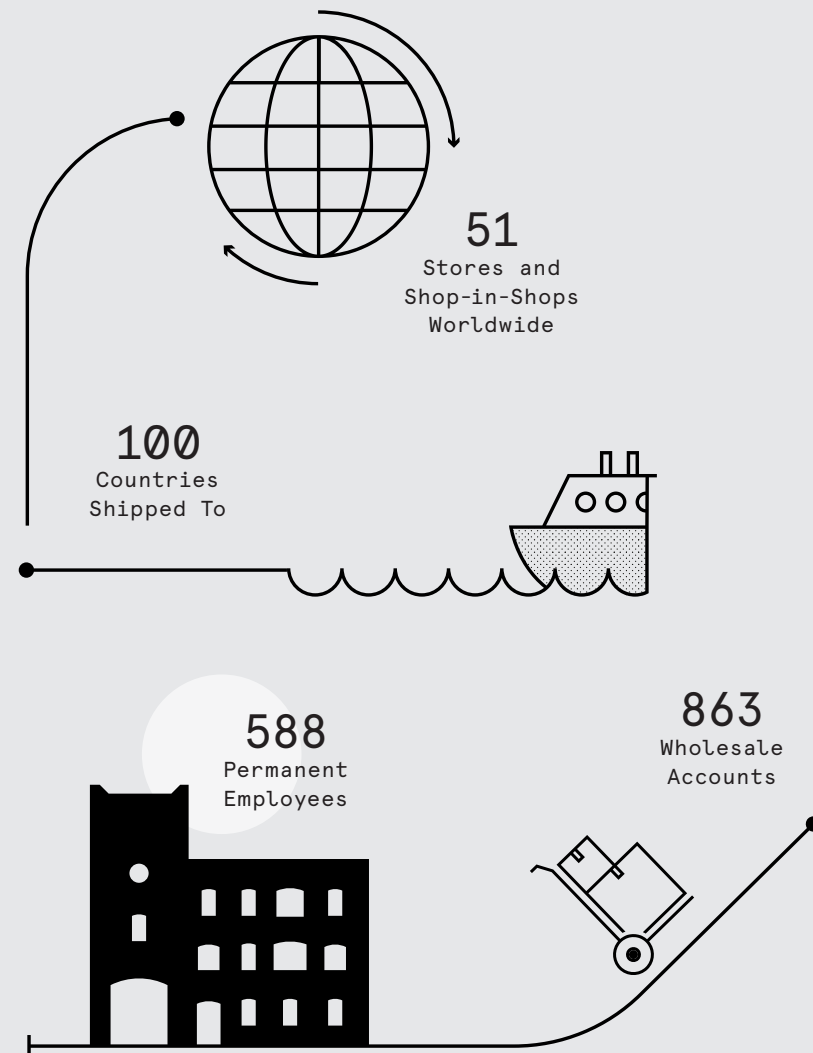 51
Stores and
Shop-in-Shops
Worldwide
100
Countries
Shipped To
588
Permanent
Employees
863
Wholesale
Accounts